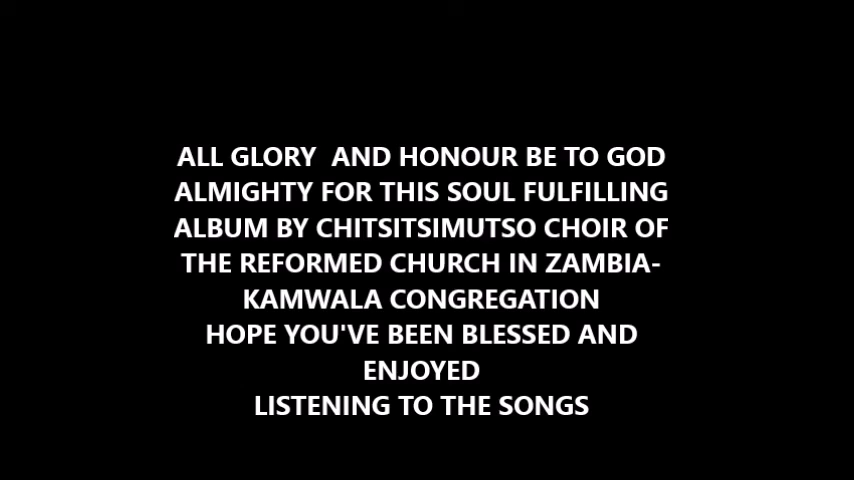 ALL GLORY  AND HONOUR BE TO GOD
ALMIGHTY FOR THIS SOUL FULFILLING
ALBUM BY CHITSITSIMUTSO CHOIR OF
THE REFORMED CHURCH IN ZAMBIA-
KAMWALA CONGREGATION
HOPE YOU'VE BEEN BLESSED AND
ENJOYED
LISTENING TO THE SONGS